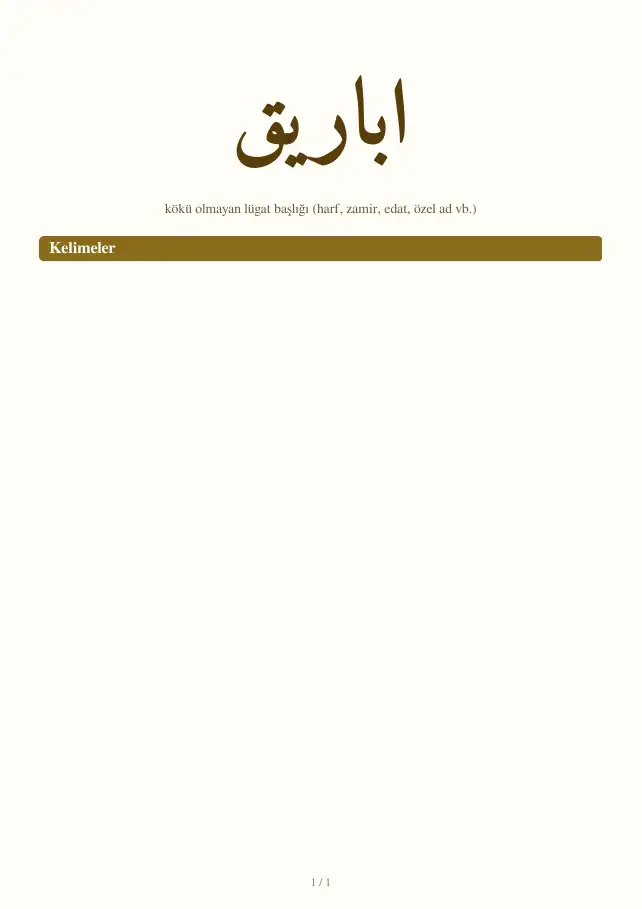 اباريق
kökü olmayan lügat başlığı (harf, zamir, edat, özel ad vb.)
Kelimeler
1 / 1